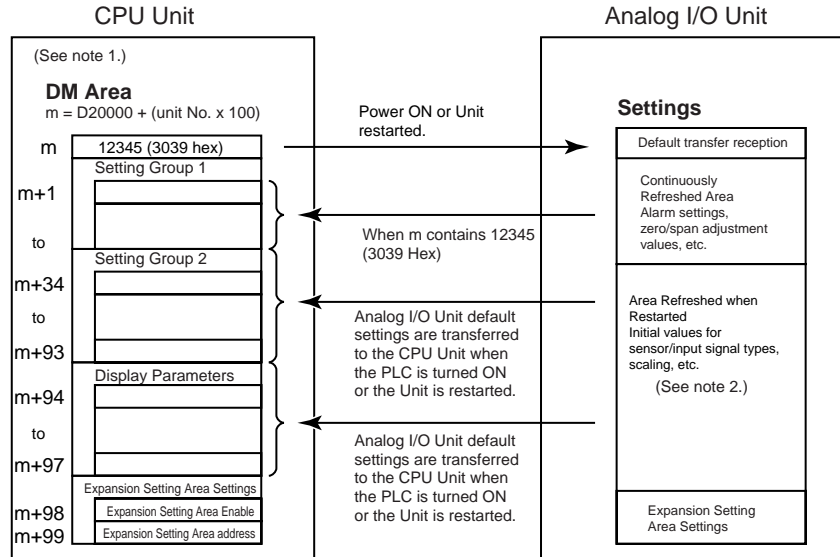 CPU Unit
Analog I/O Unit
(See note 1.)
DM Area
m = D20000 + (unit No. x 100)
m
12345 (3039 hex)
Setting Group 1
m+1
to
Setting Group 2
m+34
to
m+93
Display Parameters
m+94
to
m+97
Expansion Setting Area Settings
m+98
Expansion Setting Area Enable
m+99
Expansion Setting Area address
Power ON or Unit
restarted.
When m contains 12345
(3039 Hex)
Analog I/O Unit default
settings are transferred
to the CPU Unit when
the PLC is turned ON
or the Unit is restarted.
Analog I/O Unit default
settings are transferred
to the CPU Unit when
the PLC is turned ON
or the Unit is restarted.
Settings
Default transfer reception
Continuously
Refreshed Area
Alarm settings,
zero/span adjustment
values, etc.
Area Refreshed when
Restarted
Initial values for
sensor/input signal types,
scaling, etc.
(See note 2.)
Expansion Setting
Area Settings